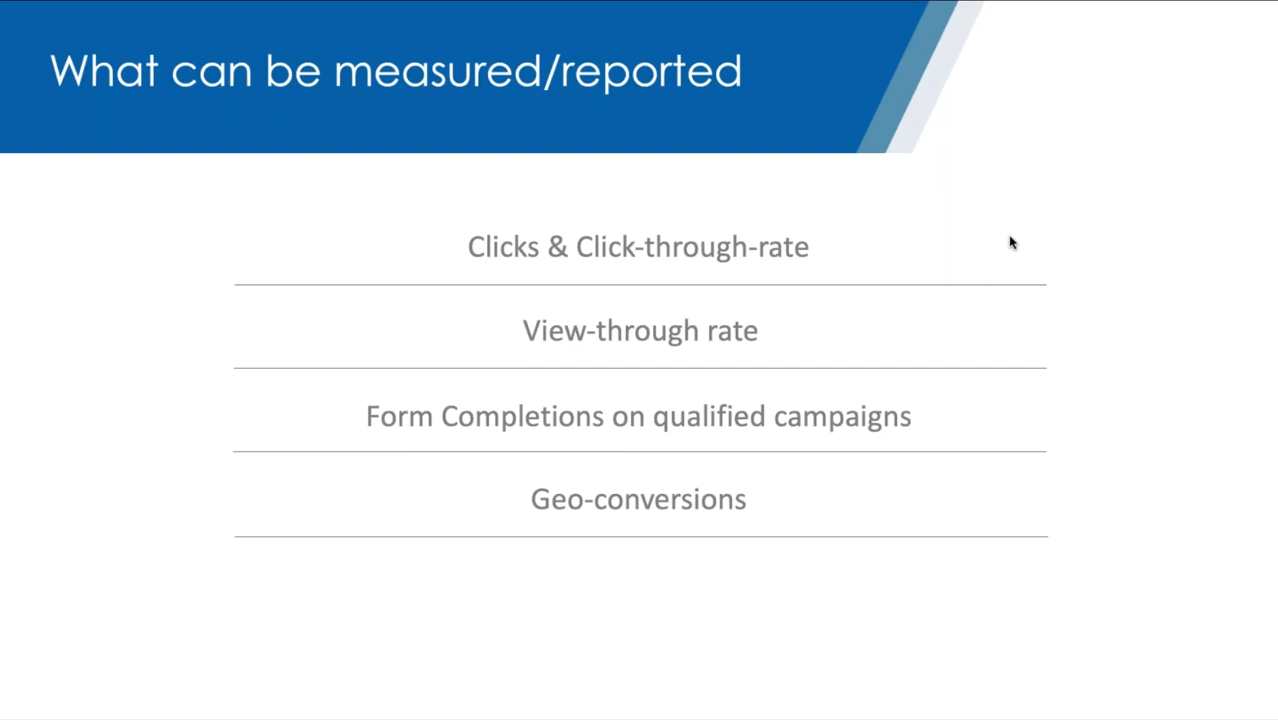 What can be measured/reported
Clicks & Click-through-rate
View-through rate
Form Completions on qualified campaigns
Geo-conversions